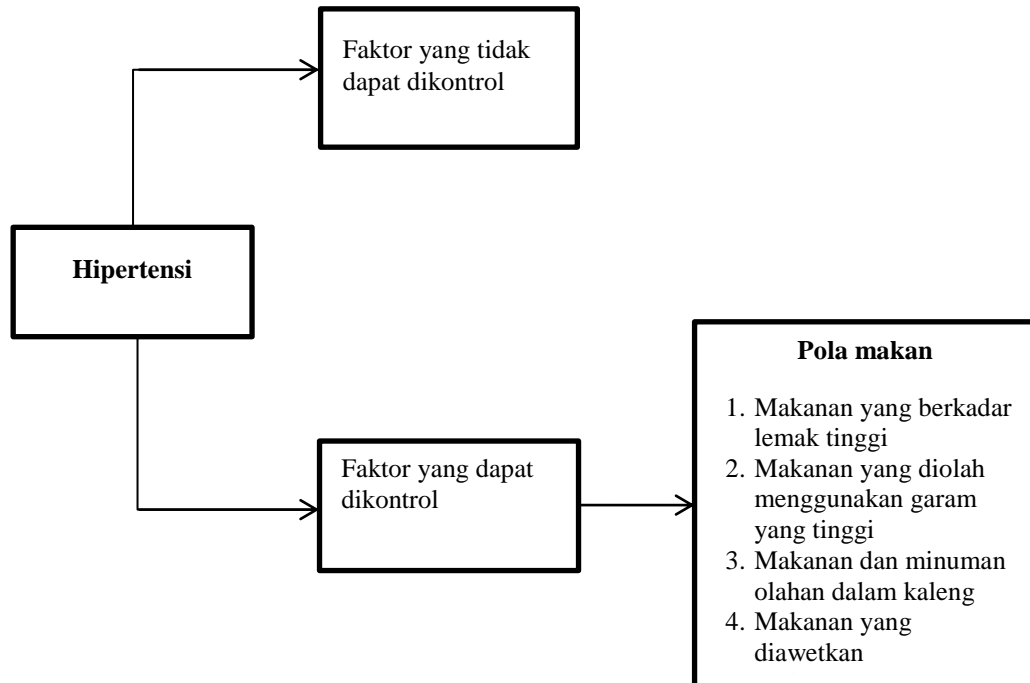 Faktor yang tidak
dapat dikontrol
Hipertensi
Faktor yang dapat
dikontrol
Pola makan
1. Makanan yang berkadar
lemak tinggi
2. Makanan yang diolah
menggunakan garam
yang tinggi
3. Makanan dan minuman
olahan dalam kaleng
4. Makanan yang
diawetkan